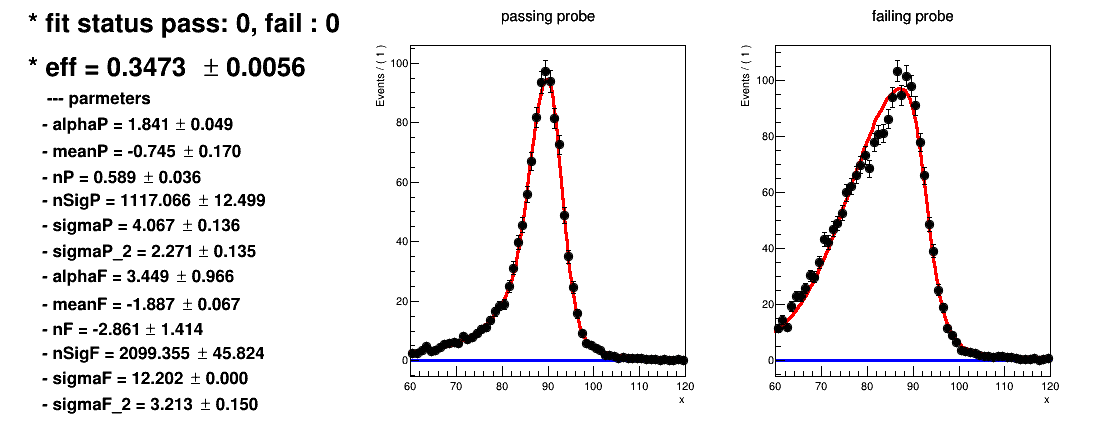 * fit status pass: 0, fail : 0
* eff = 0.3473 ± 0.0056
--- parmeters
- alphaP = 1.841 ± 0.049
- meanP = -0.745 ± 0.170
- nP = 0.589 ± 0.036
- nSigP = 1117.066 ± 12.499
- sigmaP = 4.067 ± 0.136
- sigmaP_2 = 2.271 ± 0.135
- alphaF = 3.449 ± 0.966
- meanF = -1.887 ± 0.067
- nF = -2.861 ± 1.414
- nSigF = 2099.355 ± 45.824
- sigmaF = 12.202 ± 0.000
- sigmaF_2 = 3.213 ± 0.150
passing probe
Events / ( 1 )
100
80
60
40
20
0
60 70 80 90 100 110 120
x
failing probe
Events / ( 1 )
100
80
60
40
20
0
60 70 80 90 100 110 120
x